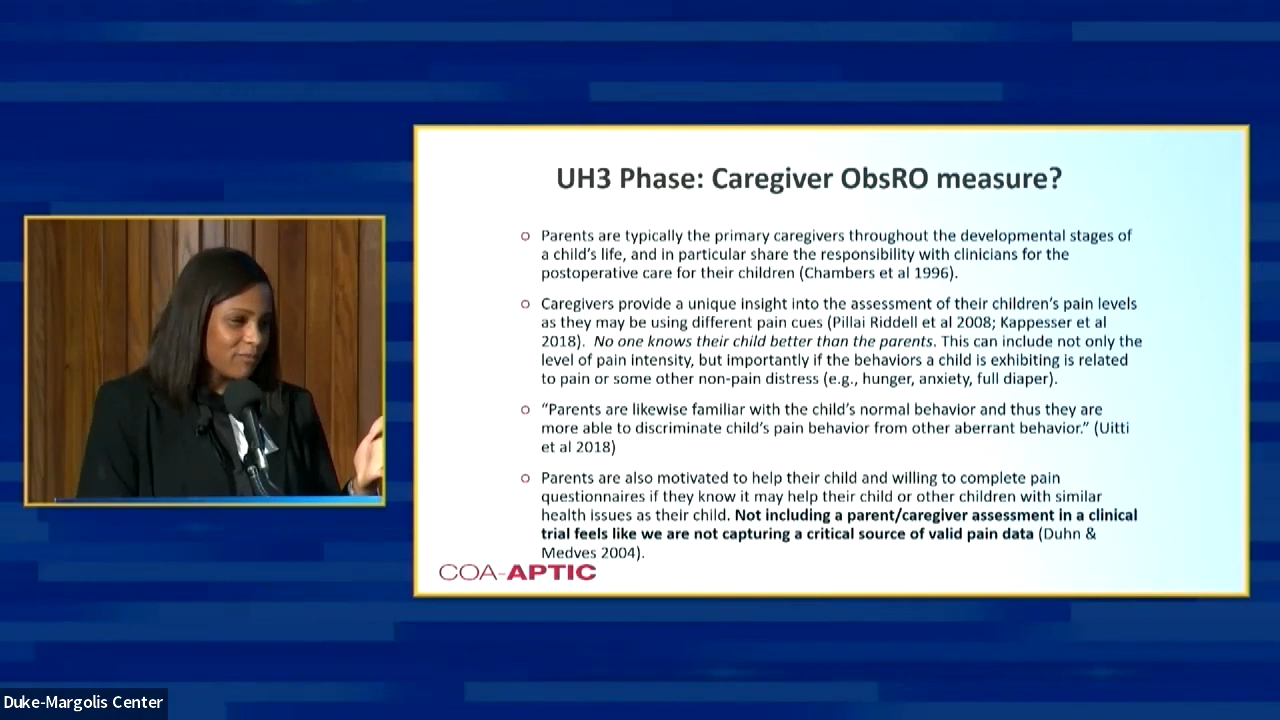 UH3 Phase: Caregiver ObsRO measure?
o Parents are typically the primary caregivers throughout the developmental stages of
a child's life, and in particular share the responsibility with clinicians for the
postoperative care for their children (Chambers et al 1996).
o Caregivers provide a unique insight into the assessment of their children's pain levels
as they may be using different pain cues (Pillai Riddell et al 2008; Kappesser et al
2018). No one knows their child better than the parents. This can include not only the
level of pain intensity, but importantly if the behaviors a child is exhibiting is related
to pain or some other non-pain distress (e.g., hunger, anxiety, full diaper).
o “Parents are likewise familiar with the child's normal behavior and thus they are
more able to discriminate child's pain behavior from other aberrant behavior.” (Uitti
et al 2018)
o Parents are also motivated to help their child and willing to complete pain
questionnaires if they know it may help their child or other children with similar
health issues as their child. Not including a parent/caregiver assessment in a clinical
trial feels like we are not capturing a critical source of valid pain data (Duhn &
Medves 2004).
COA-APTIC
Duke-Margolis Center